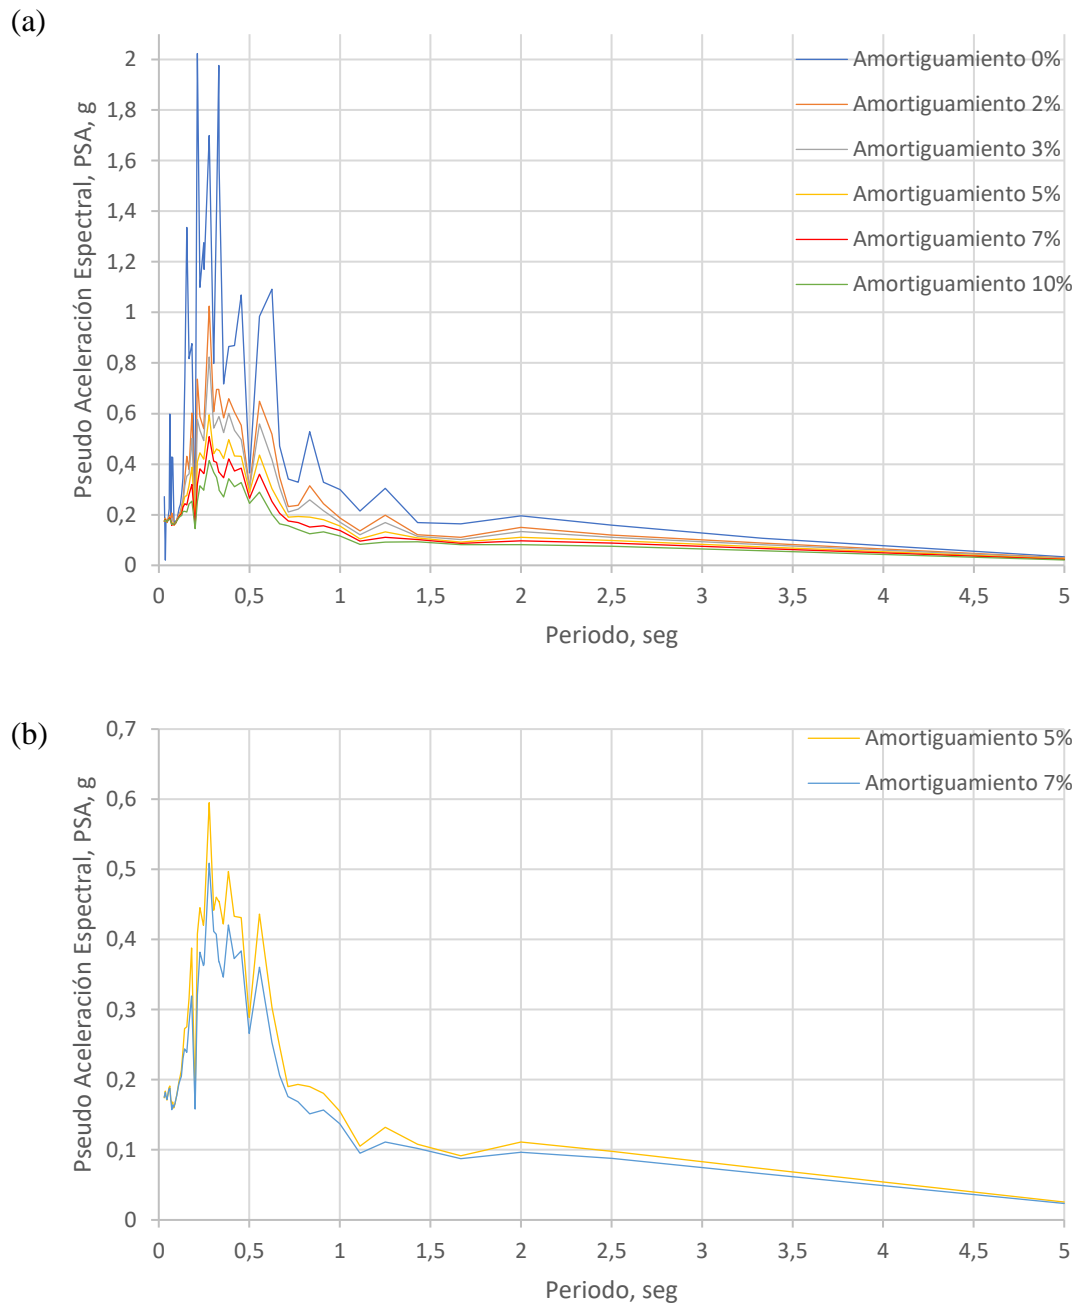 (a)
Pseudo Aceleración Espectral, PSA, g
2
1,8
1,6
1,4
1,2
1
0,8
0,6
0,4
0,2
0
Amortiguamiento 0%
Amortiguamiento 2%
Amortiguamiento 3%
Amortiguamiento 5%
Amortiguamiento 7%
Amortiguamiento 10%
0 0,5 1 1,5 2 2,5 3 3,5 4 4,5 5
Periodo, seg
(b)
Pseudo Aceleración Espectral, PSA, g
0,7
0,6
0,5
0,4
0,3
0,2
0,1
0
Amortiguamiento 5%
Amortiguamiento 7%
0 0,5 1 1,5 2 2,5 3 3,5 4 4,5 5
Periodo, seg